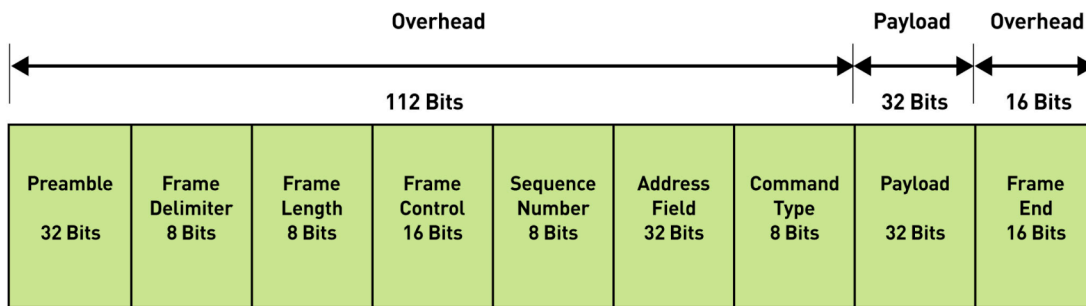 Overhead Payload Overhead
112 Bits 32 Bits 16 Bits
Preamble
32 Bits
Frame
Delimiter
8 Bits
Frame
Length
8 Bits
Frame
Control
16 Bits
Sequence
Number
8 Bits
Address
Field
32 Bits
Command
Type
8 Bits
Payload
32 Bits
Frame
End
16 Bits